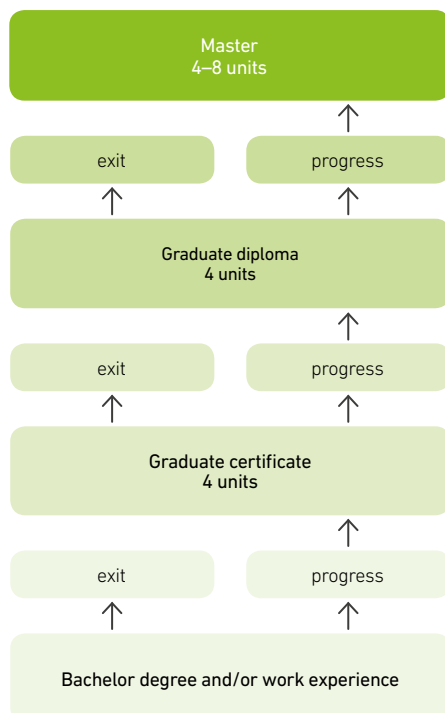 Master
4–8 units
exit
progress
Graduate diploma
4 units
exit
progress
Graduate certificate
4 units
exit
progress
Bachelor degree and/or work experience